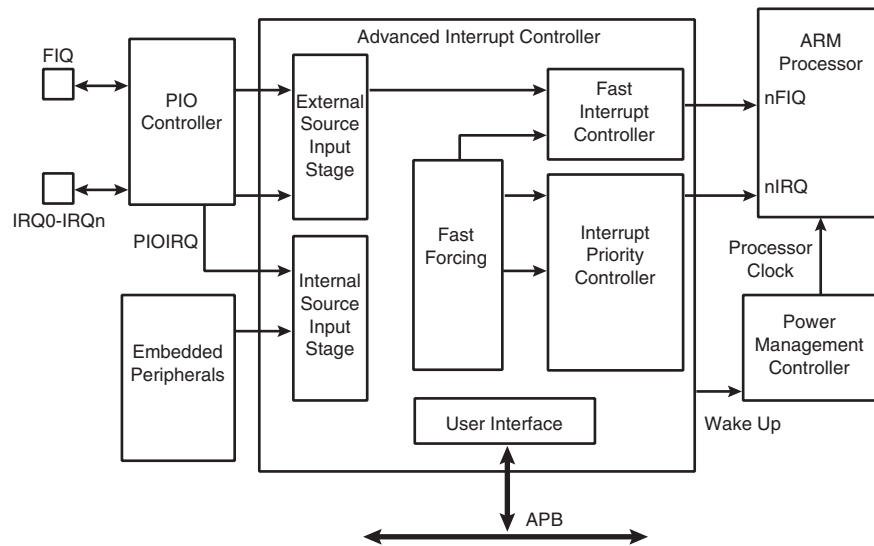 FIQ
PIO
Controller
IRQ0-IRQn
PIOIRQ
Embedded
Peripherals
Advanced Interrupt Controller
External
Source
Input
Stage
Internal
Source
Input
Stage
Fast
Forcing
Fast
Interrupt
Controller
Interrupt
Priority
Controller
User Interface
APB
ARM
Processor
nFIQ
nIRQ
Processor
Clock
Power
Management
Controller
Wake Up